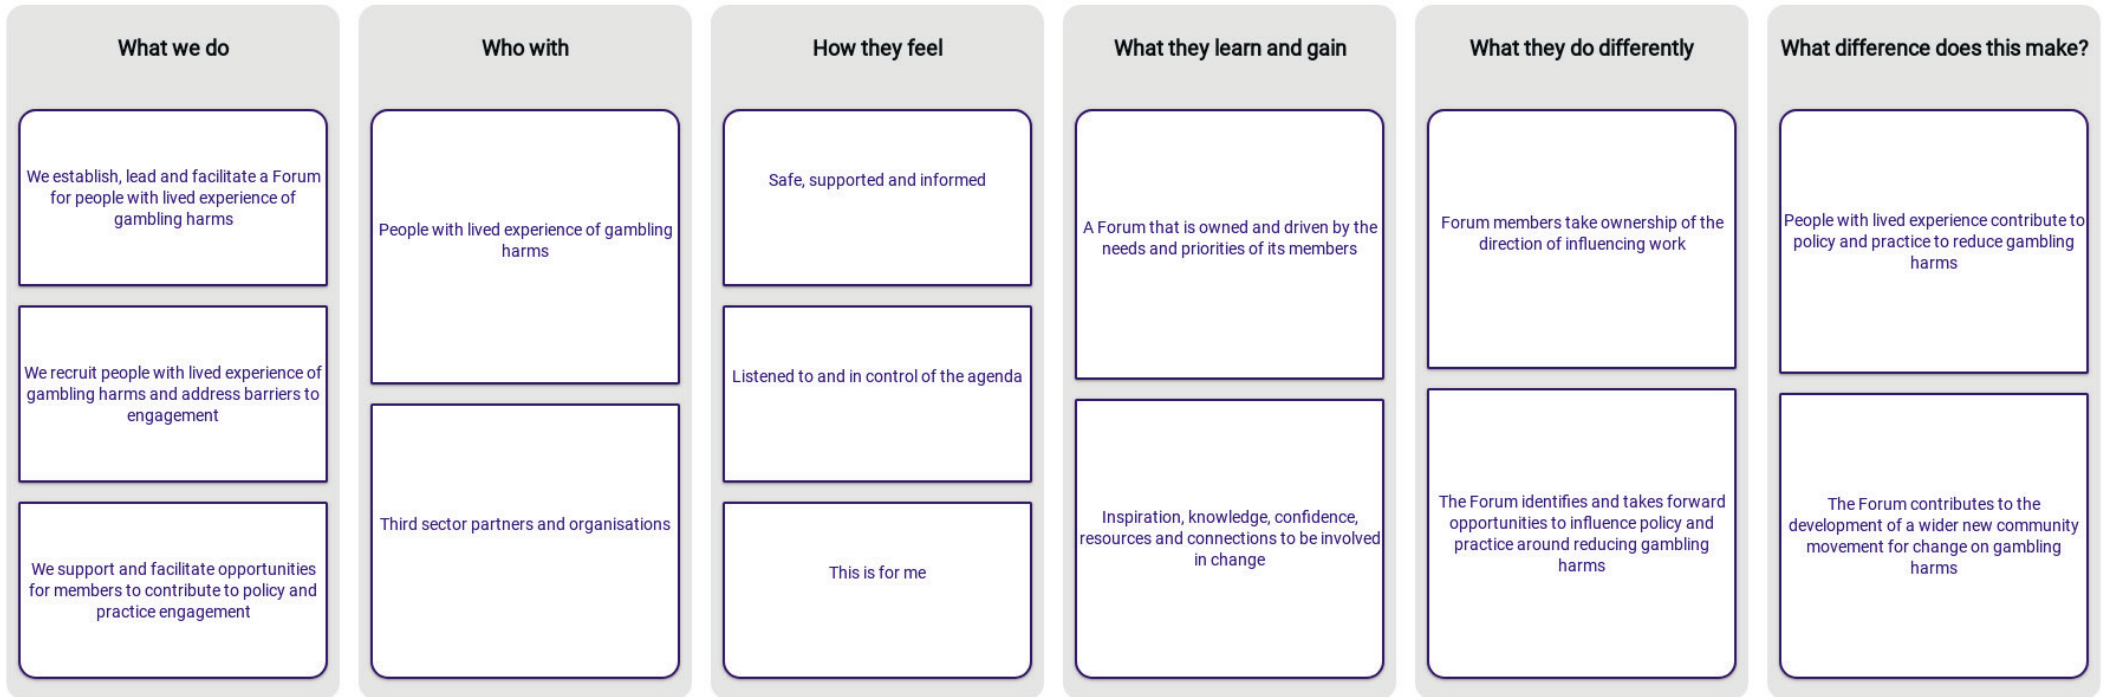 What we do
We establish, lead and facilitate a Forum
for people with lived experience of
gambling harms
We recruit people with lived experience of
gambling harms and address barriers to
engagement
We support and facilitate opportunities
for members to contribute to policy and
practice engagement
Who with
People with lived experience of gambling
harms
Third sector partners and organisations
How they feel
Safe, supported and informed
Listened to and in control of the agenda
This is for me
What they learn and gain
A Forum that is owned and driven by the
needs and priorities of its members
Inspiration, knowledge, confidence,
resources and connections to be involved
in change
What they do differently
Forum members take ownership of the
direction of influencing work
The Forum identifies and takes forward
opportunities to influence policy and
practice around reducing gambling
harms
What difference does this make?
People with lived experience contribute to
policy and practice to reduce gambling
harms
The Forum contributes to the
development of a wider new community
movement for change on gambling
harms